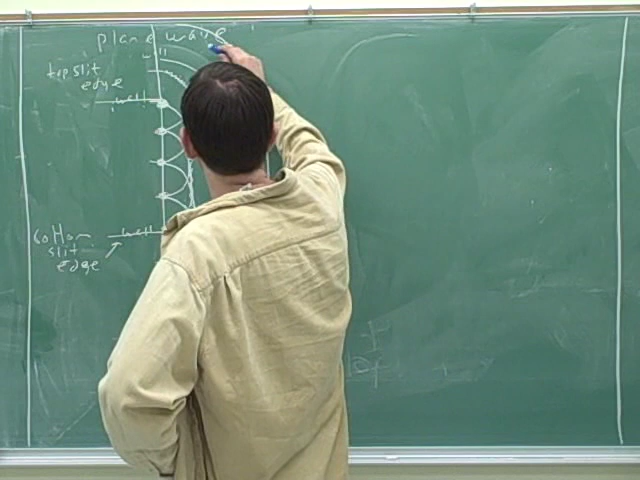 plane wave
top slit
edge
wall
bottom
wall
slit
edge